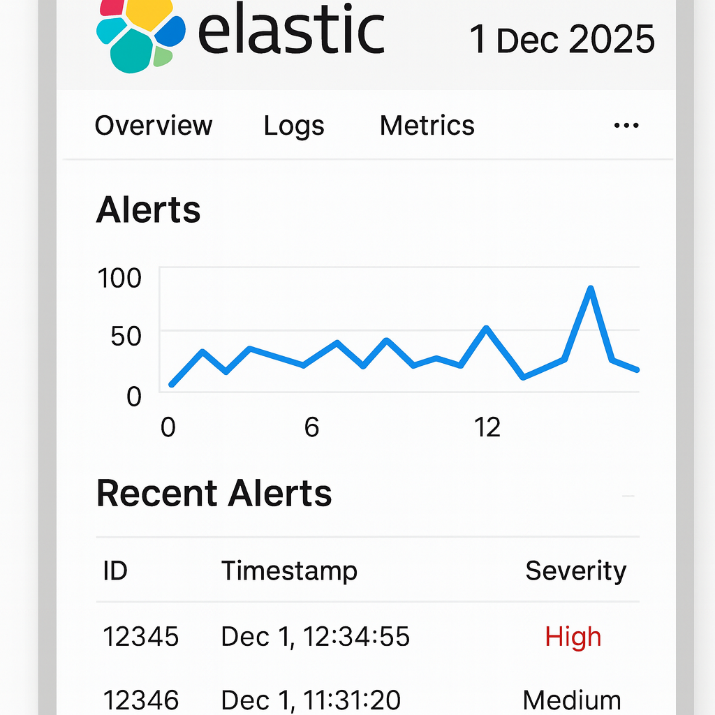 elastic 1 Dec 2025
Overview Logs Metrics ...
Alerts
100
50
0
0 6 12
Recent Alerts
ID Timestamp Severity
12345 Dec 1, 12:34:55 High
12346 Dec 1, 11:31:20 Medium